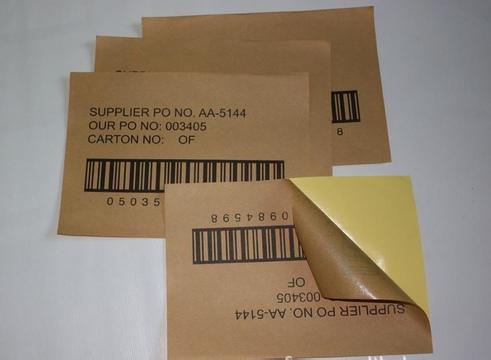 SUPPLIER PO NO. AA-5144
OUR PO NO: 003405
CARTON NO: OF
05035
8
0984598
003405
OF
SUPPLIER PO NO. AA-5144